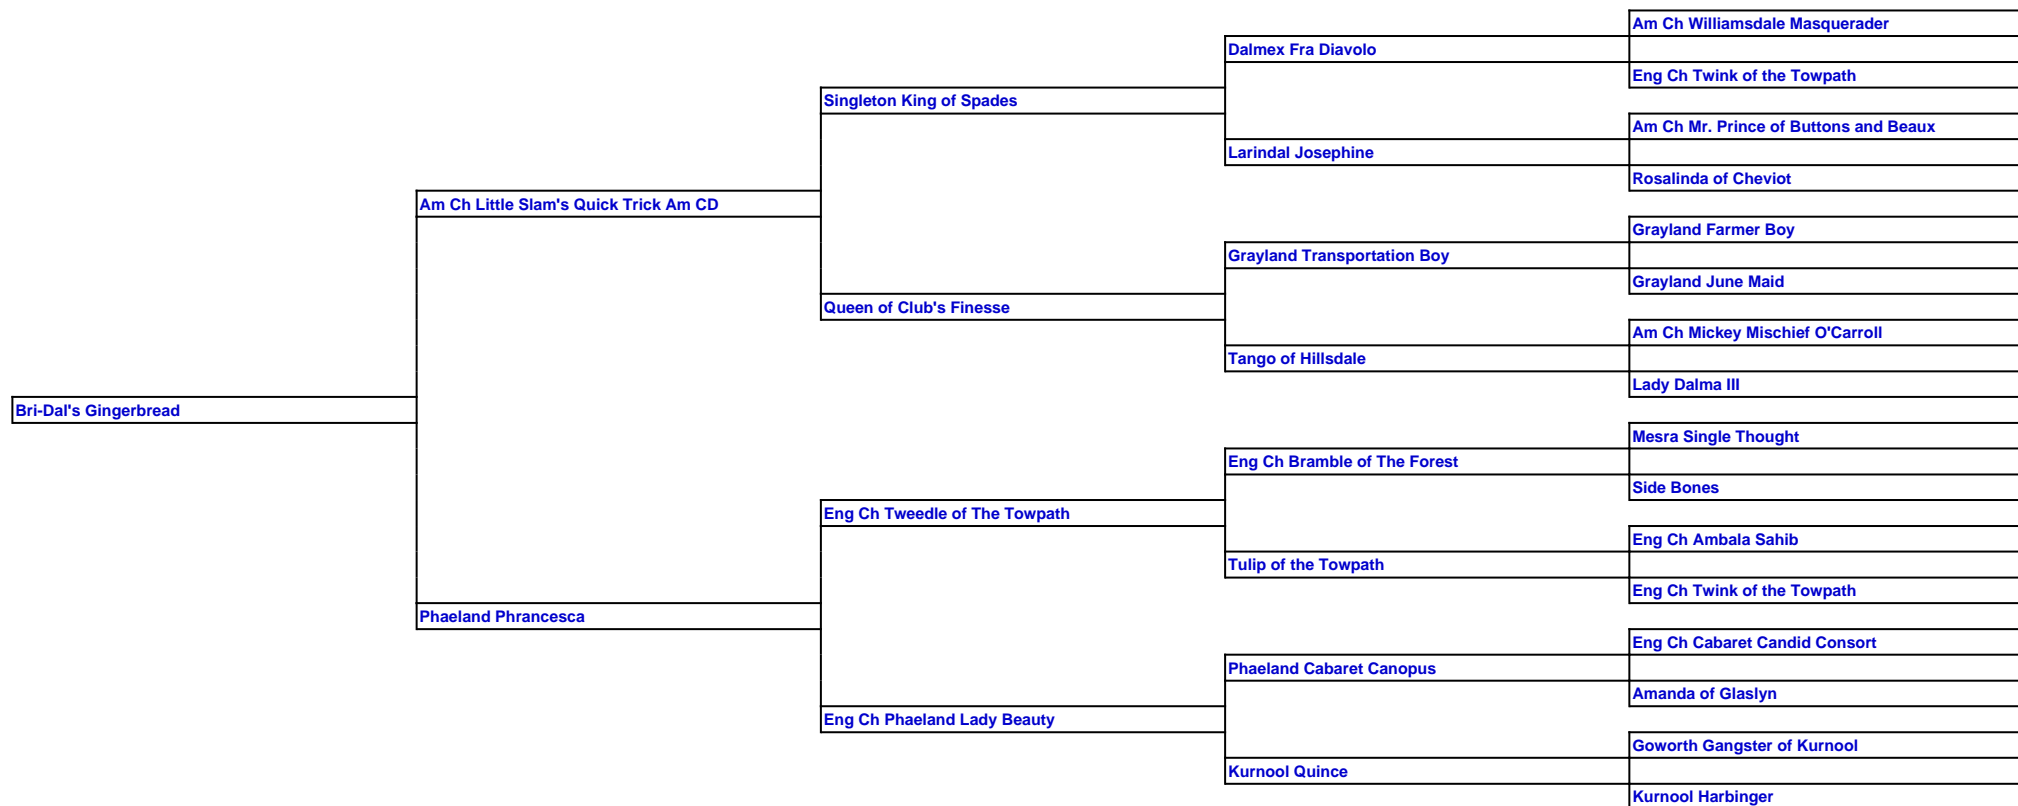 Am Ch Williamsdale Masquerader
Dalmex Fra Diavolo
Eng Ch Twink of the Towpath
Singleton King of Spades
Am Ch Mr. Prince of Buttons and Beaux
Larindal Josephine
Rosalinda of Cheviot
Am Ch Little Slam's Quick Trick Am CD
Grayland Farmer Boy
Grayland Transportation Boy
Grayland June Maid
Queen of Club's Finesse
Am Ch Mickey Mischief O'Carroll
Tango of Hillsdale
Lady Dalma III
Bri-Dal's Gingerbread
Mesra Single Thought
Eng Ch Bramble of The Forest
Side Bones
Eng Ch Tweedle of The Towpath
Eng Ch Ambala Sahib
Tulip of the Towpath
Eng Ch Twink of the Towpath
Phaeland Phrancesca
Eng Ch Cabaret Candid Consort
Phaeland Cabaret Canopus
Amanda of Glaslyn
Eng Ch Phaeland Lady Beauty
Goworth Gangster of Kurnool
Kurnool Quince
Kurnool Harbinger